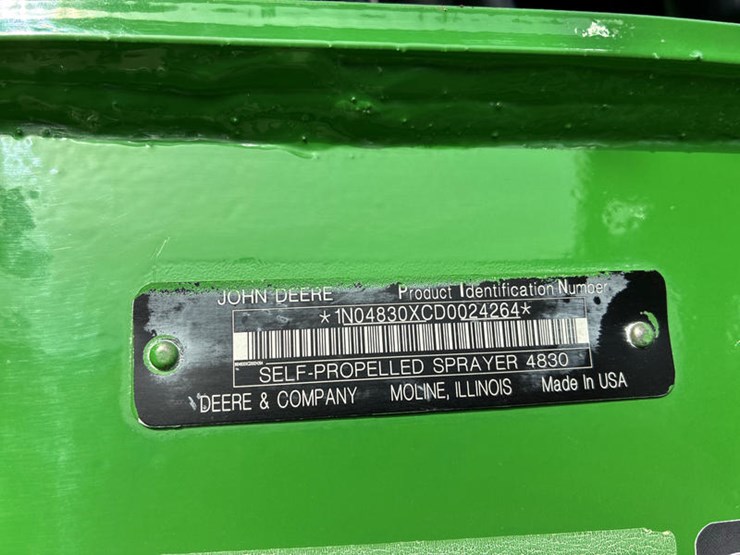 JOHN DEERE Product Identification Number
*1N04830XCD0024264*
SELF-PROPELLED SPRAYER 4830
DEERE & COMPANY MOLINE, ILLINOIS Made In USA